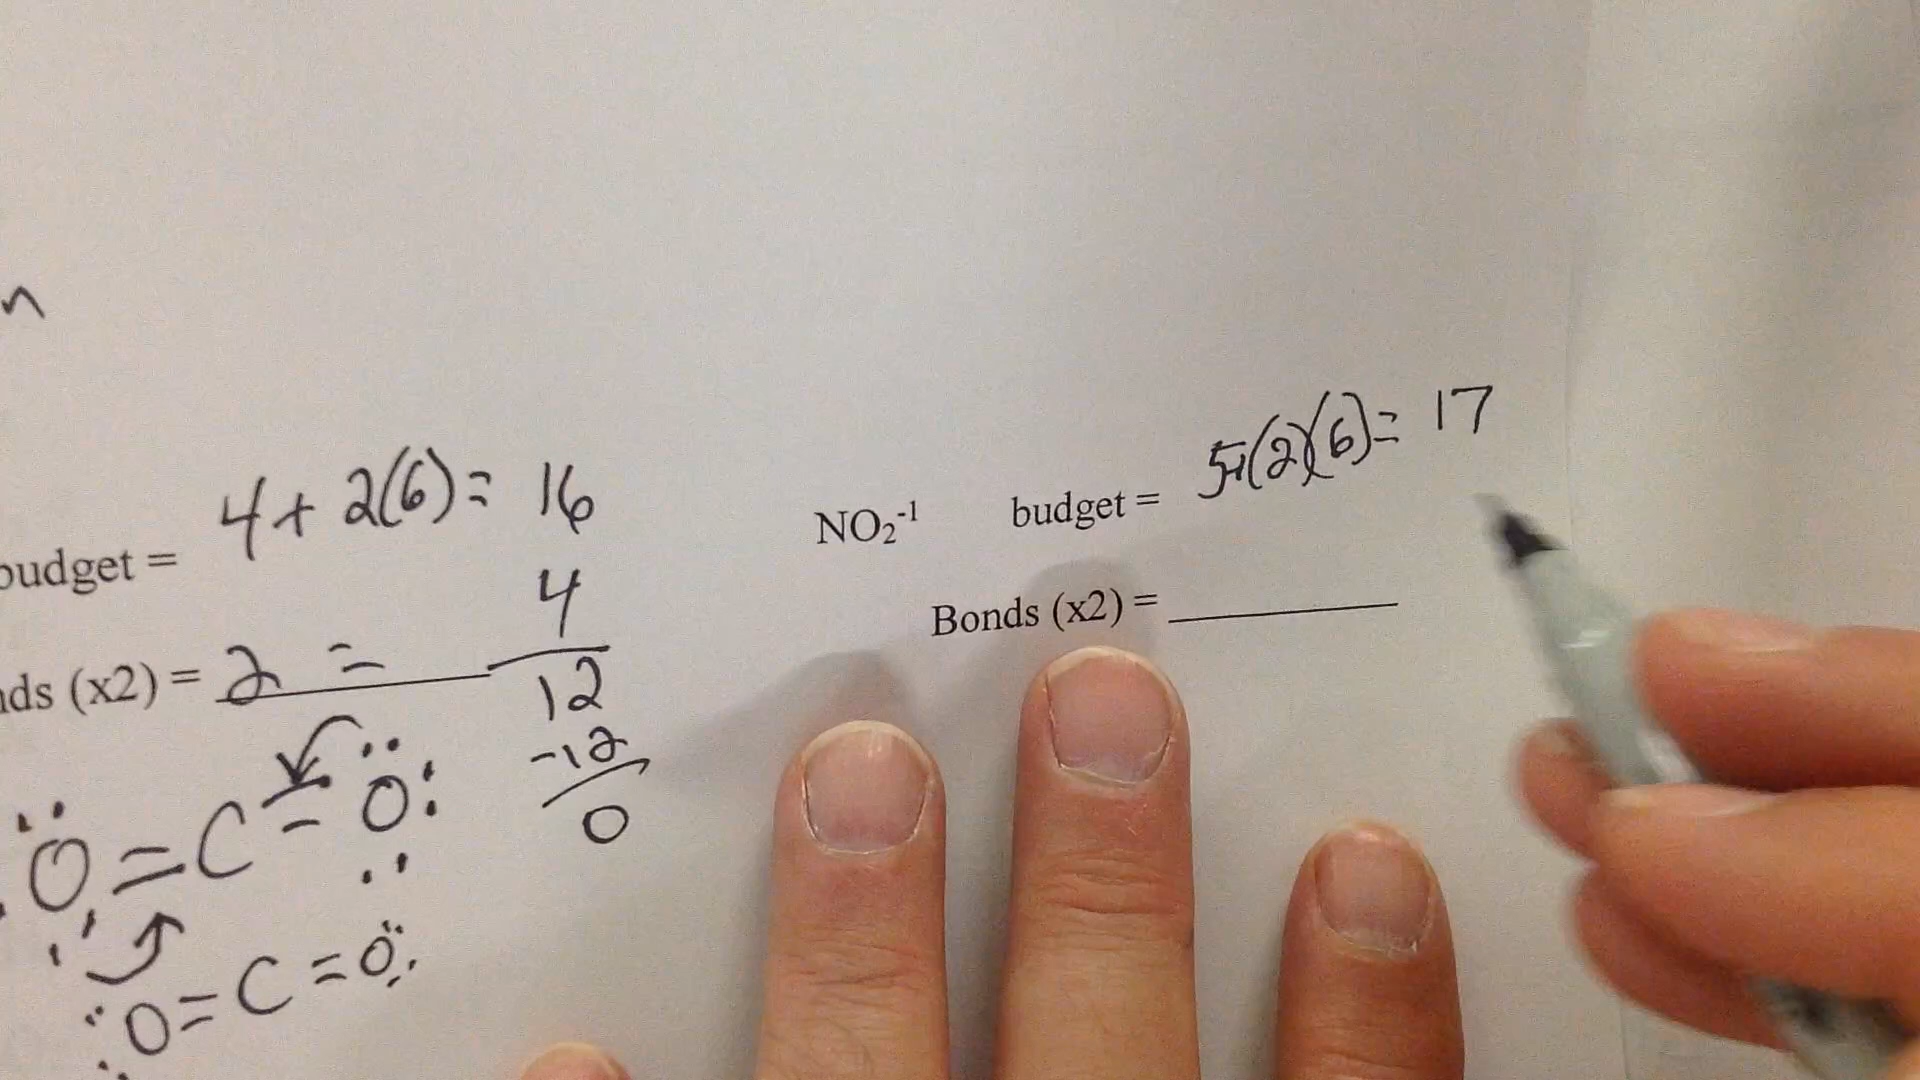 n
budget = 4 + 2(6) = 16
nds (x2) = 2 = 4
12
-12
0
O = C = O
O = C = O
NO₂⁻¹ budget = 5+(2)(6) = 17
Bonds (x2) =